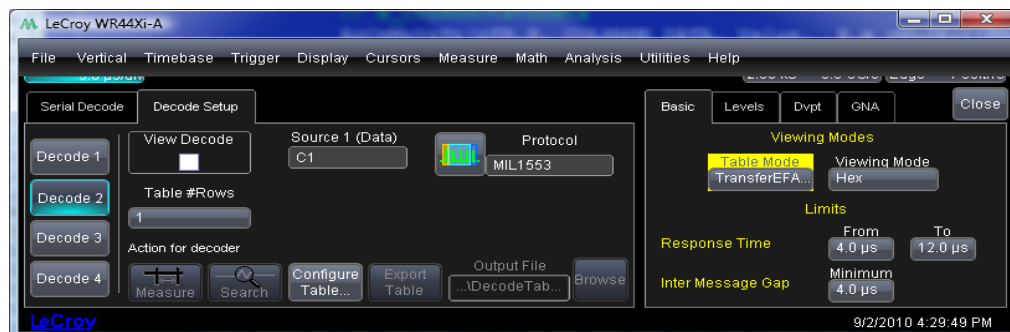 LeCroy WR44Xi-A
File Vertical Timebase Trigger Display Cursors Measure Math Analysis Utilities Help
Serial Decode Decode Setup
Basic Levels Dvpt GNA Close
Decode 1
Decode 2
Decode 3
Decode 4
View Decode
Source 1 (Data)
C1
Protocol
MIL1553
Table #Rows
1
Action for decoder
Measure
Search
Configure
Table...
Export
Table
Output File
...\DecodeTab...
Browse
Viewing Modes
Table Mode
TransferEFA...
Viewing Mode
Hex
Limits
From To
Response Time 4.0 µs 12.0 µs
Minimum
Inter Message Gap 4.0 µs
LeCroy
9/2/2010 4:29:49 PM